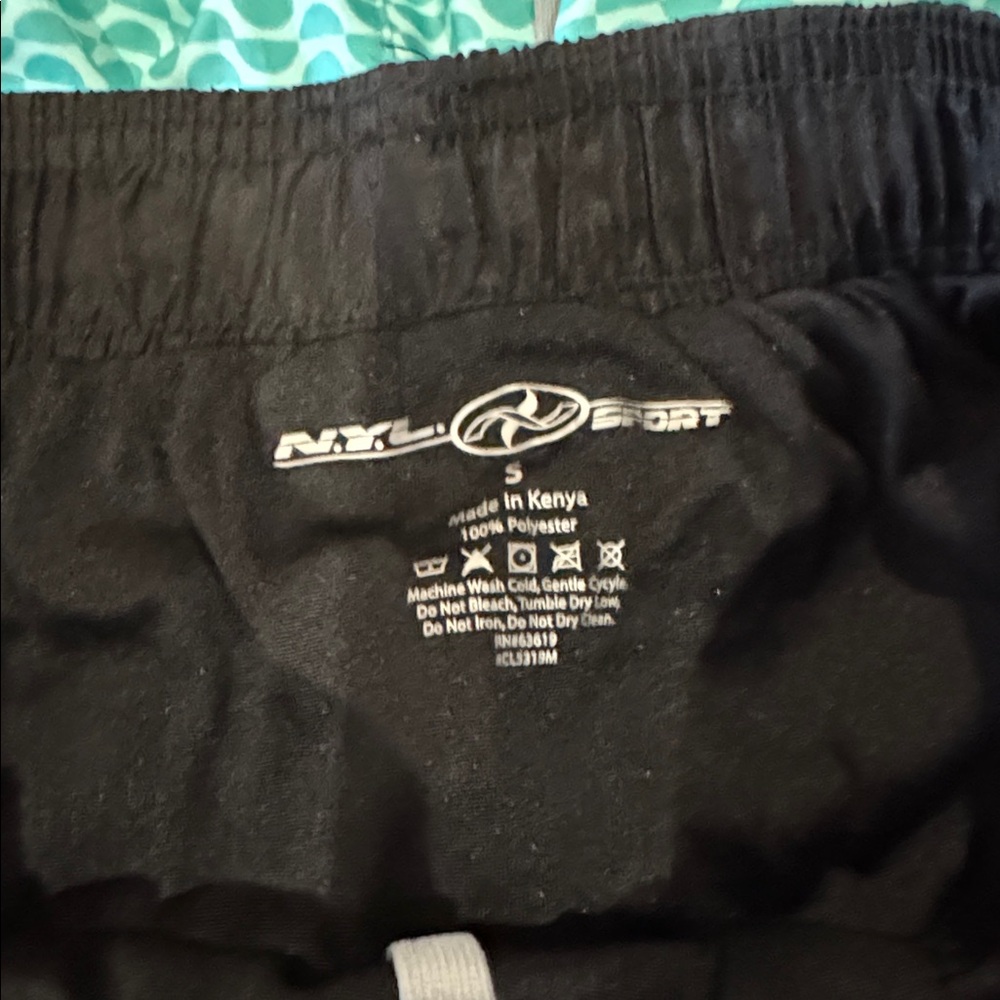 N.Y.L. SPORT
S
Made In Kenya
100% Polyester
Machine Wash Cold, Gentle Cycyle.
Do Not Bleach, Tumble Dry Low,
Do Not Iron, Do Not Dry Clean.
RN#63619
#CL5319M